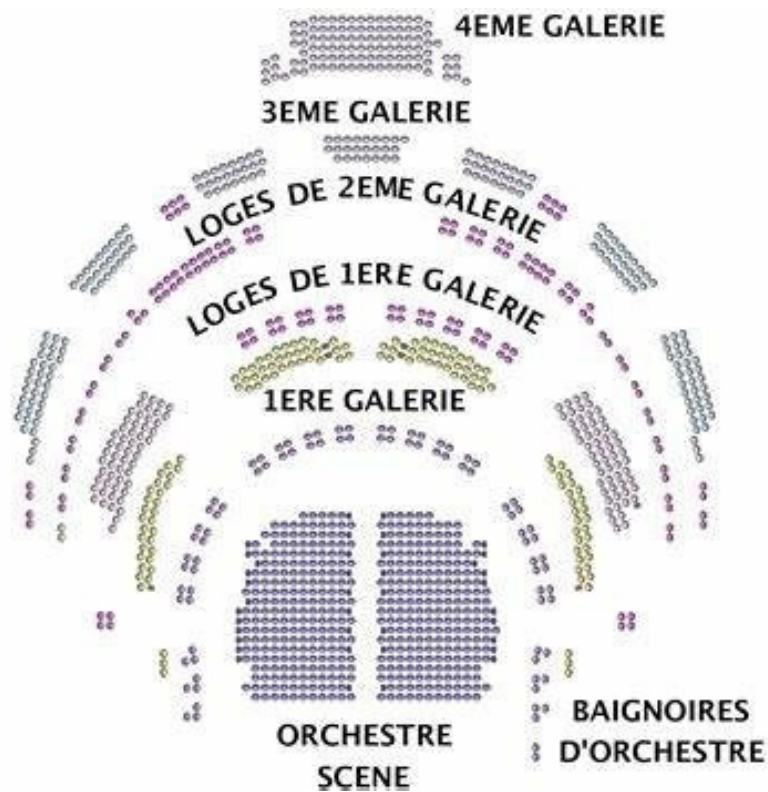 4EME GALERIE
3EME GALERIE
LOGES DE 2EME GALERIE
LOGES DE 1ERE GALERIE
1ERE GALERIE
ORCHESTRE
SCENE
BAIGNOIRES
D'ORCHESTRE